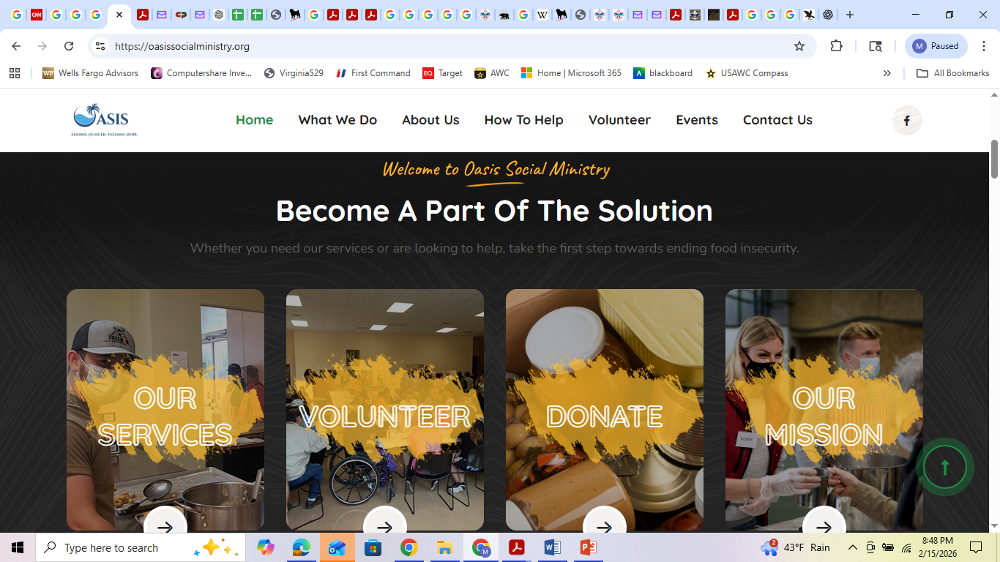 https://oasissocialministry.org
M Paused
Wells Fargo Advisors
Computershare Inve...
Virginia529
First Command
EQ Target
AWC
Home | Microsoft 365
blackboard
USAWC Compass
All Bookmarks
OASIS
ENDING HUNGER- FEEDING HOPE
Home
What We Do
About Us
How To Help
Volunteer
Events
Contact Us
Welcome to Oasis Social Ministry
Become A Part Of The Solution
Whether you need our services or are looking to help, take the first step towards ending food insecurity.
OUR
SERVICES
VOLUNTEER
DONATE
OUR
MISSION
Type here to search
2
43°F Rain
8:48 PM
2/15/2026